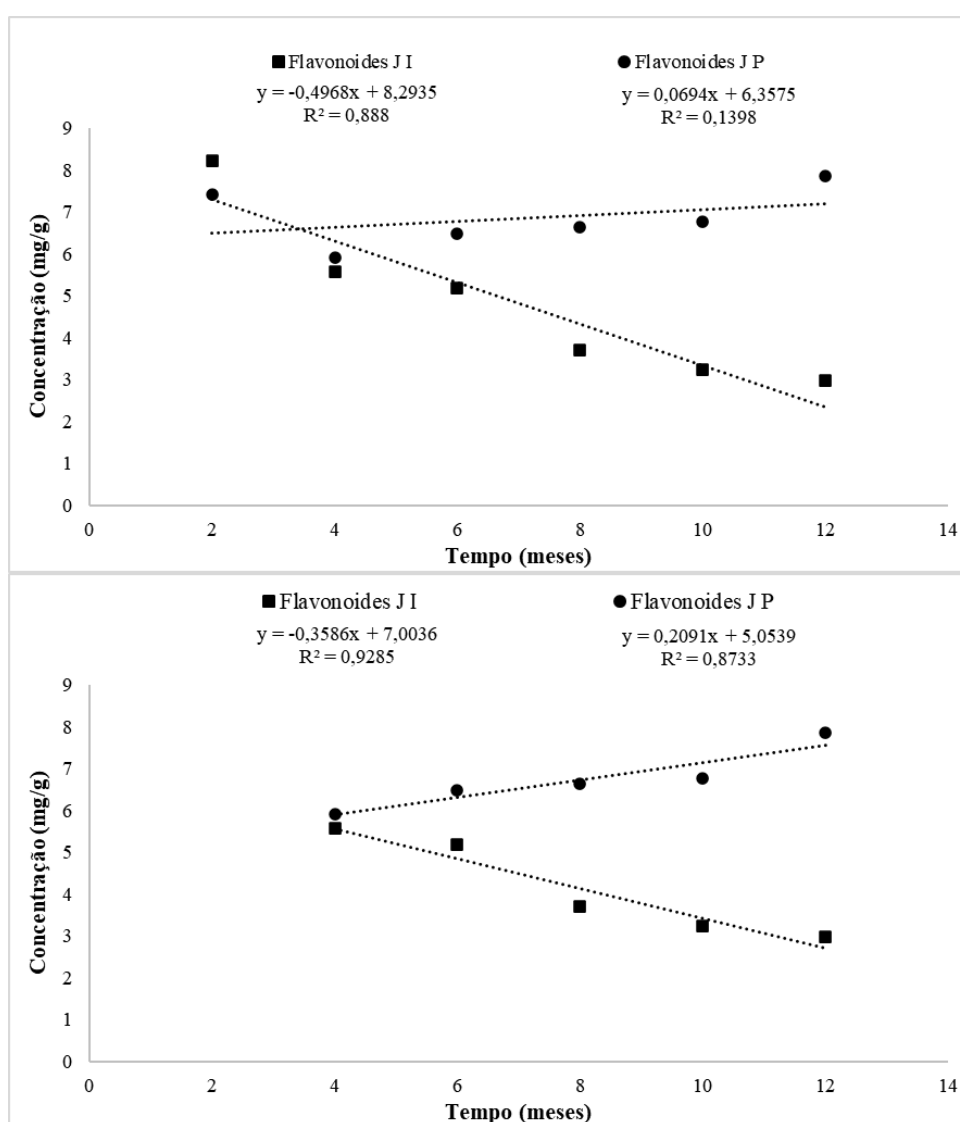 ■ Flavonoides J I ● Flavonoides J P
y = -0,4968x + 8,2935 y = 0,0694x + 6,3575
R² = 0,888 R² = 0,1398
9
8
7
6
5
4
3
2
1
0
Concentração (mg/g)
0 2 4 6 8 10 12 14
Tempo (meses)
■ Flavonoides J I ● Flavonoides J P
y = -0,3586x + 7,0036 y = 0,2091x + 5,0539
R² = 0,9285 R² = 0,8733
9
8
7
6
5
4
3
2
1
0
Concentração (mg/g)
0 2 4 6 8 10 12 14
Tempo (meses)